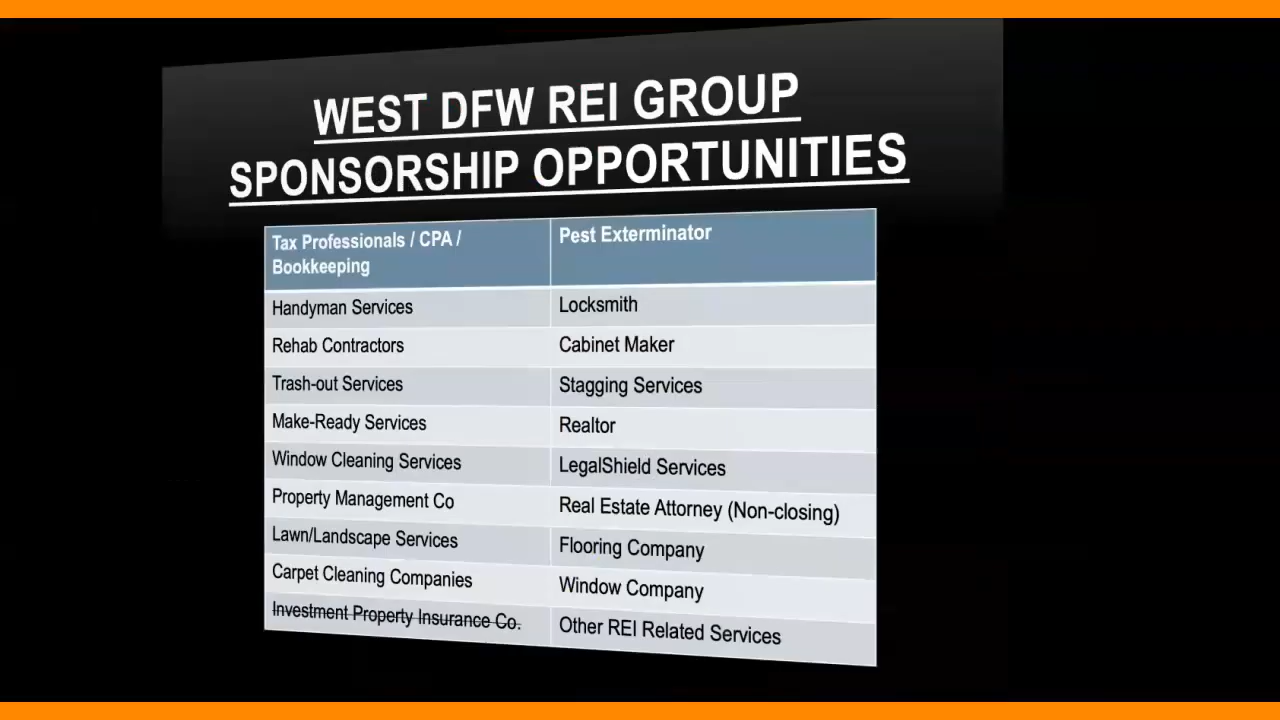 WEST DFW REI GROUP
SPONSORSHIP OPPORTUNITIES
Tax Professionals / CPA /
Bookkeeping
Pest Exterminator
Handyman Services
Locksmith
Rehab Contractors
Cabinet Maker
Trash-out Services
Stagging Services
Make-Ready Services
Realtor
Window Cleaning Services
LegalShield Services
Property Management Co
Real Estate Attorney (Non-closing)
Lawn/Landscape Services
Flooring Company
Carpet Cleaning Companies
Window Company
Investment Property Insurance Co.
Other REI Related Services